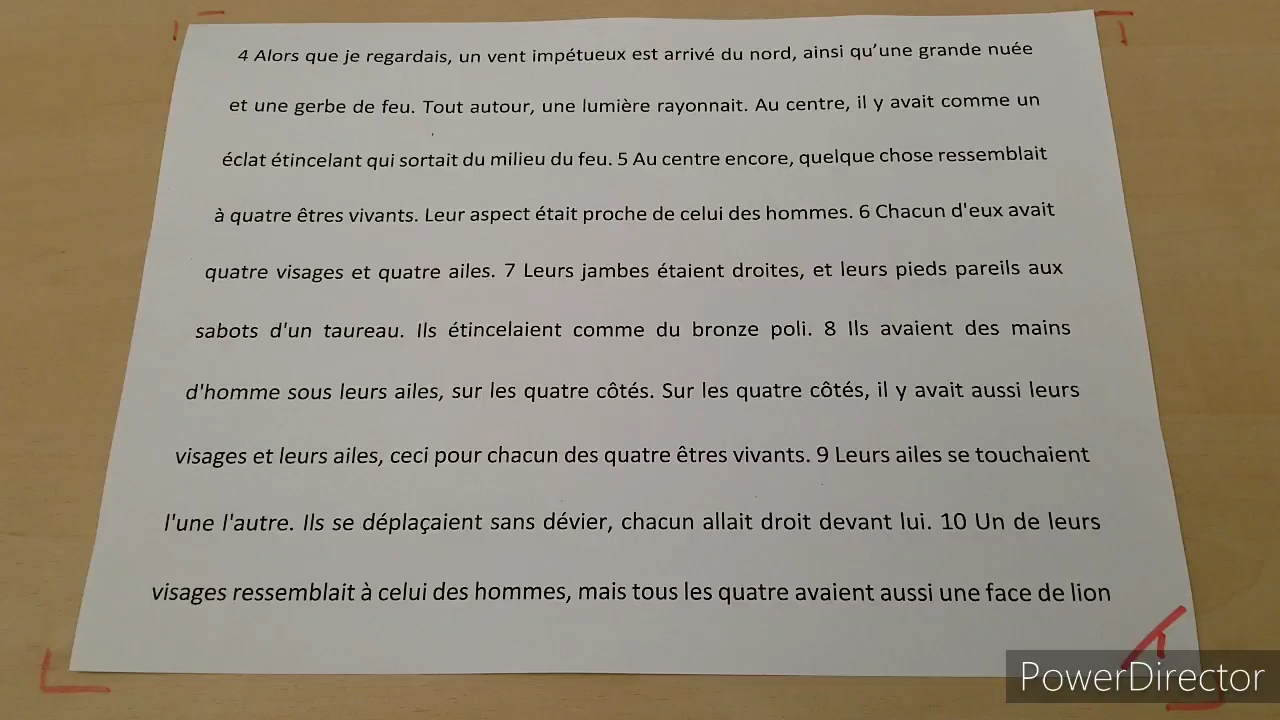 4 Alors que je regardais, un vent impétueux est arrivé du nord, ainsi qu’une grande nuée
et une gerbe de feu. Tout autour, une lumière rayonnait. Au centre, il y avait comme un
éclat étincelant qui sortait du milieu du feu. 5 Au centre encore, quelque chose ressemblait
à quatre êtres vivants. Leur aspect était proche de celui des hommes. 6 Chacun d'eux avait
quatre visages et quatre ailes. 7 Leurs jambes étaient droites, et leurs pieds pareils aux
sabots d'un taureau. Ils étincelaient comme du bronze poli. 8 Ils avaient des mains
d'homme sous leurs ailes, sur les quatre côtés. Sur les quatre côtés, il y avait aussi leurs
visages et leurs ailes, ceci pour chacun des quatre êtres vivants. 9 Leurs ailes se touchaient
l'une l'autre. Ils se déplaçaient sans dévier, chacun allait droit devant lui. 10 Un de leurs
visages ressemblait à celui des hommes, mais tous les quatre avaient aussi une face de lion
PowerDirector